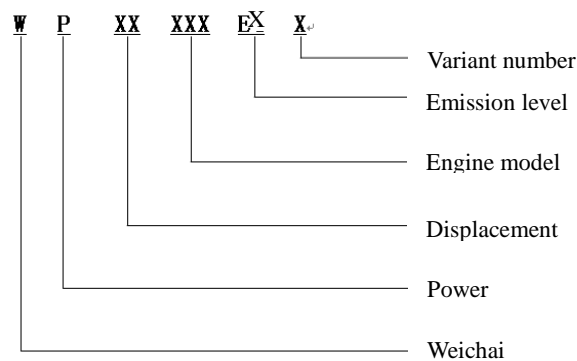 W P XX XXX EX X
Variant number
Emission level
Engine model
Displacement
Power
Weichai